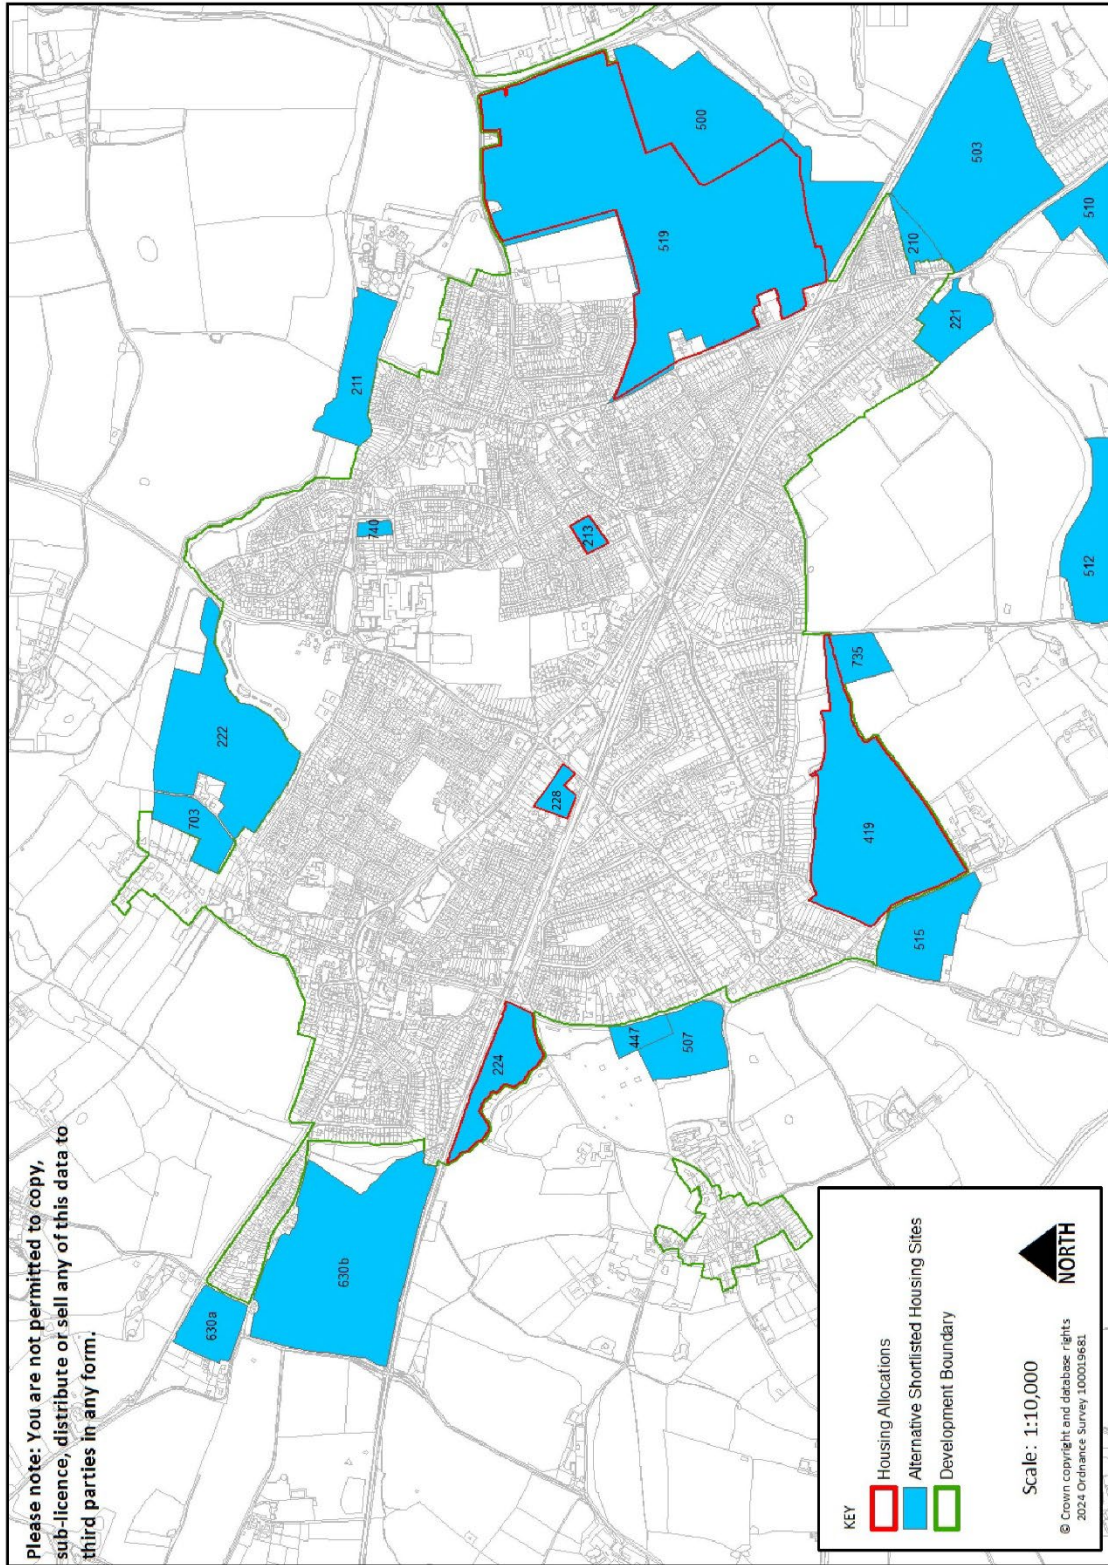 Please note: You are not permitted to copy,
sub-licence, distribute or sell any of this data to
third parties in any form.
630a
630b
703
222
224
447
507
515
228
419
740
213
735
211
519
500
512
221
210
503
510
KEY
Housing Allocations
Alternative Shortlisted Housing Sites
Development Boundary
Scale: 1:10,000
NORTH
© Crown copyright and database rights
2024 Ordnance Survey 100019681